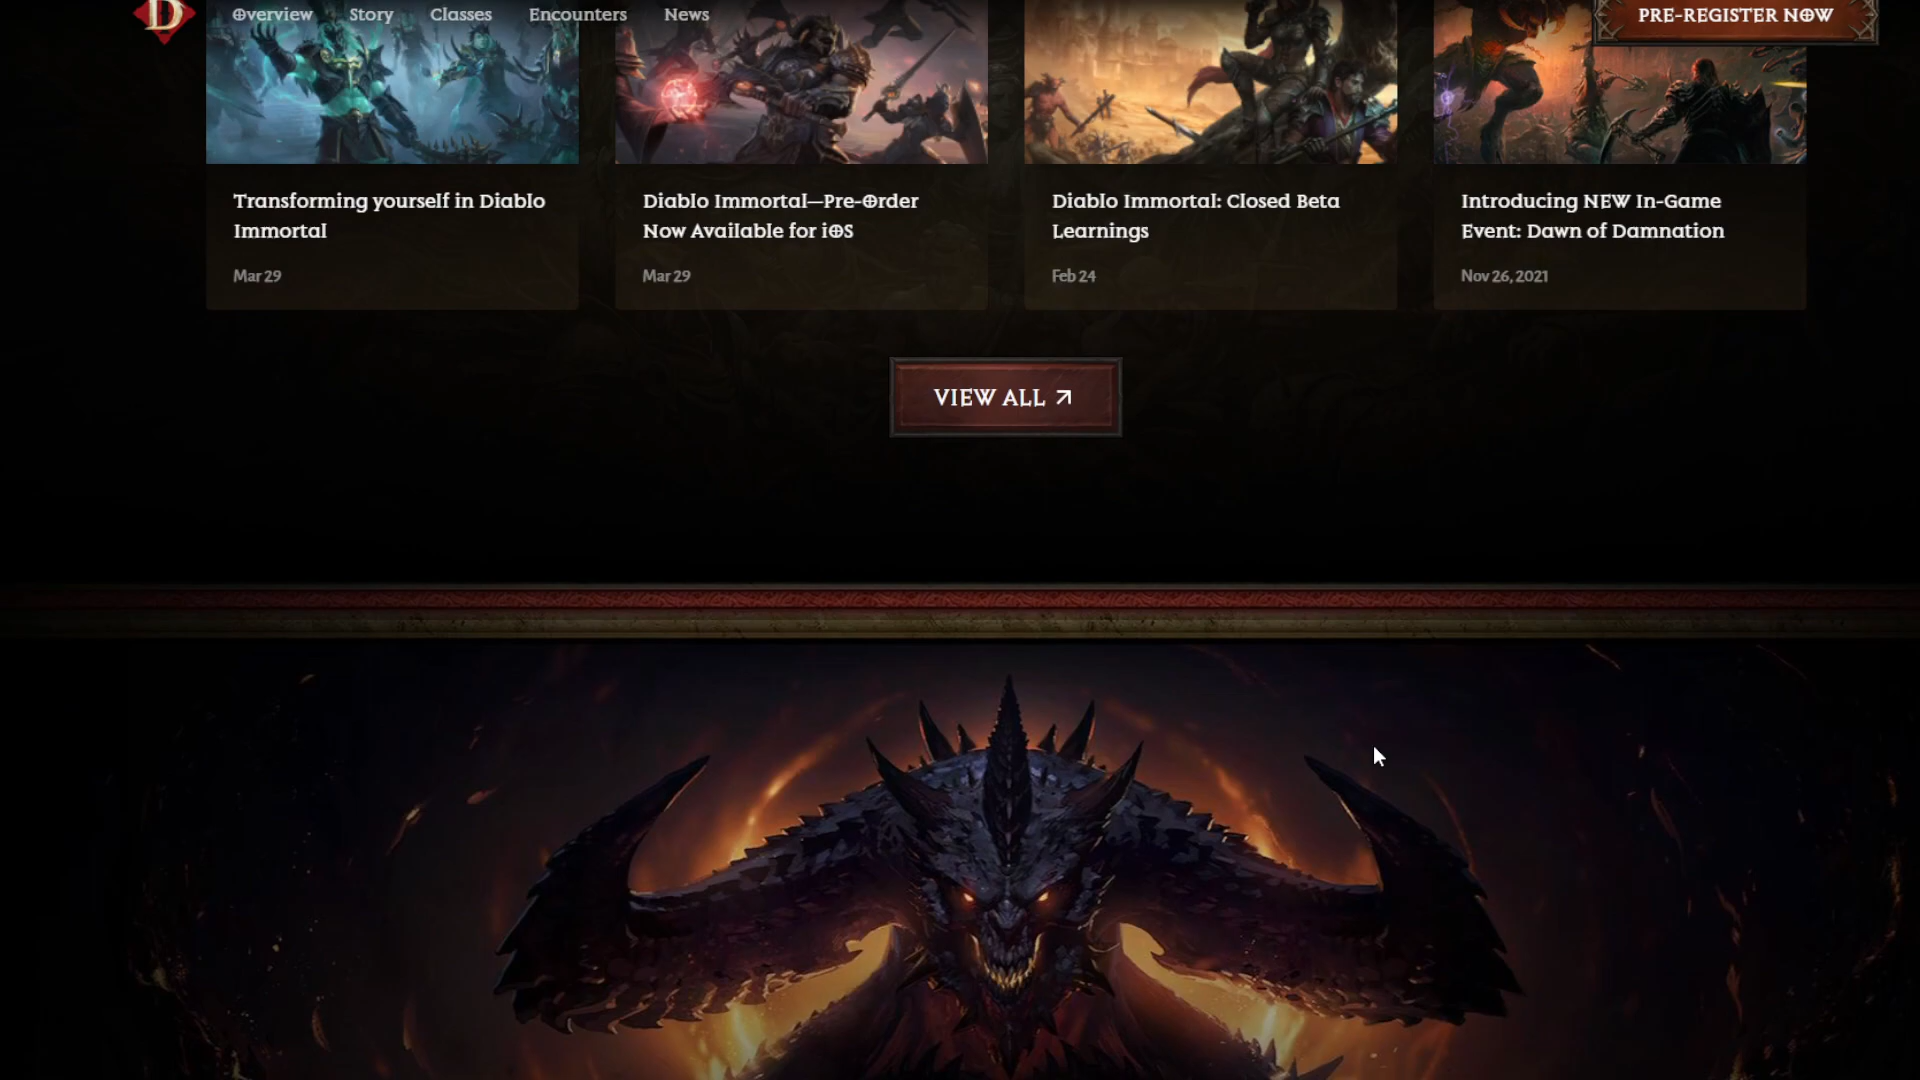 D
Overview Story Classes Encounters News
PRE-REGISTER NOW
Transforming yourself in Diablo
Immortal
Mar 29
Diablo Immortal—Pre-Order
Now Available for iOS
Mar 29
Diablo Immortal: Closed Beta
Learnings
Feb 24
Introducing NEW In-Game
Event: Dawn of Damnation
Nov 26, 2021
VIEW ALL